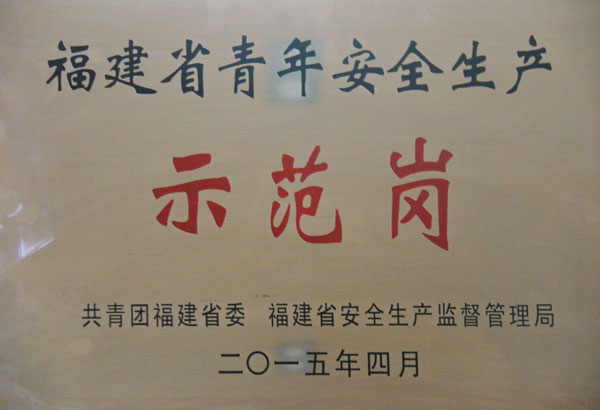 福建省青年安全生产
示范岗
共青团福建省委 福建省安全生产监督管理局
二〇一五年四月